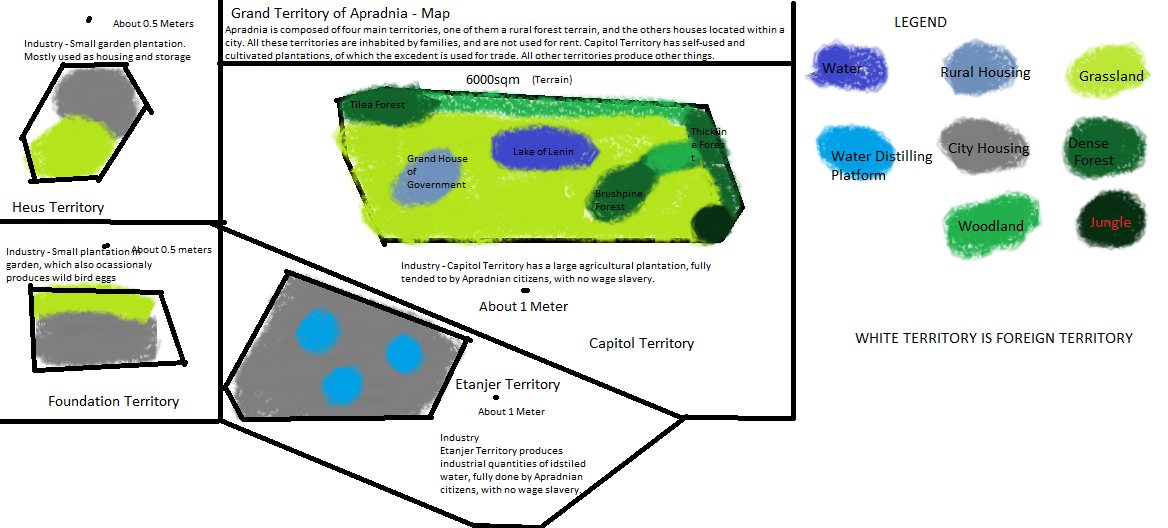 Grand Territory of Apradnia - Map
Apradnia is composed of four main territories, one of them a rural forest terrain, and the others houses located within a
city. All these territories are inhabited by families, and are not used for rent. Capitol Territory has self-used and
cultivated plantations, of which the excedent is used for trade. All other territories produce other things.
About 0.5 Meters
Industry - Small garden plantation.
Mostly used as housing and storage
Heus Territory
About 0.5 meters
Industry - Small plantation in
garden, which also ocassionaly
produces wild bird eggs
Foundation Territory
6000sqm (Terrain)
Tilea Forest
Thicklin
e Fores
t
Lake of Lenin
Grand House
of
Government
Brushpine
Forest
Industry - Capitol Territory has a large agricultural plantation, fully
tended to by Apradnian citizens, with no wage slavery.
About 1 Meter
Capitol Territory
Etanjer Territory
About 1 Meter
Industry
Etanjer Territory produces
industrial quantities of idstiled
water, fully done by Apradnian
citizens, with no wage slavery.
LEGEND
Water
Rural Housing
Grassland
Water Distilling
Platform
City Housing
Dense
Forest
Woodland
Jungle
WHITE TERRITORY IS FOREIGN TERRITORY